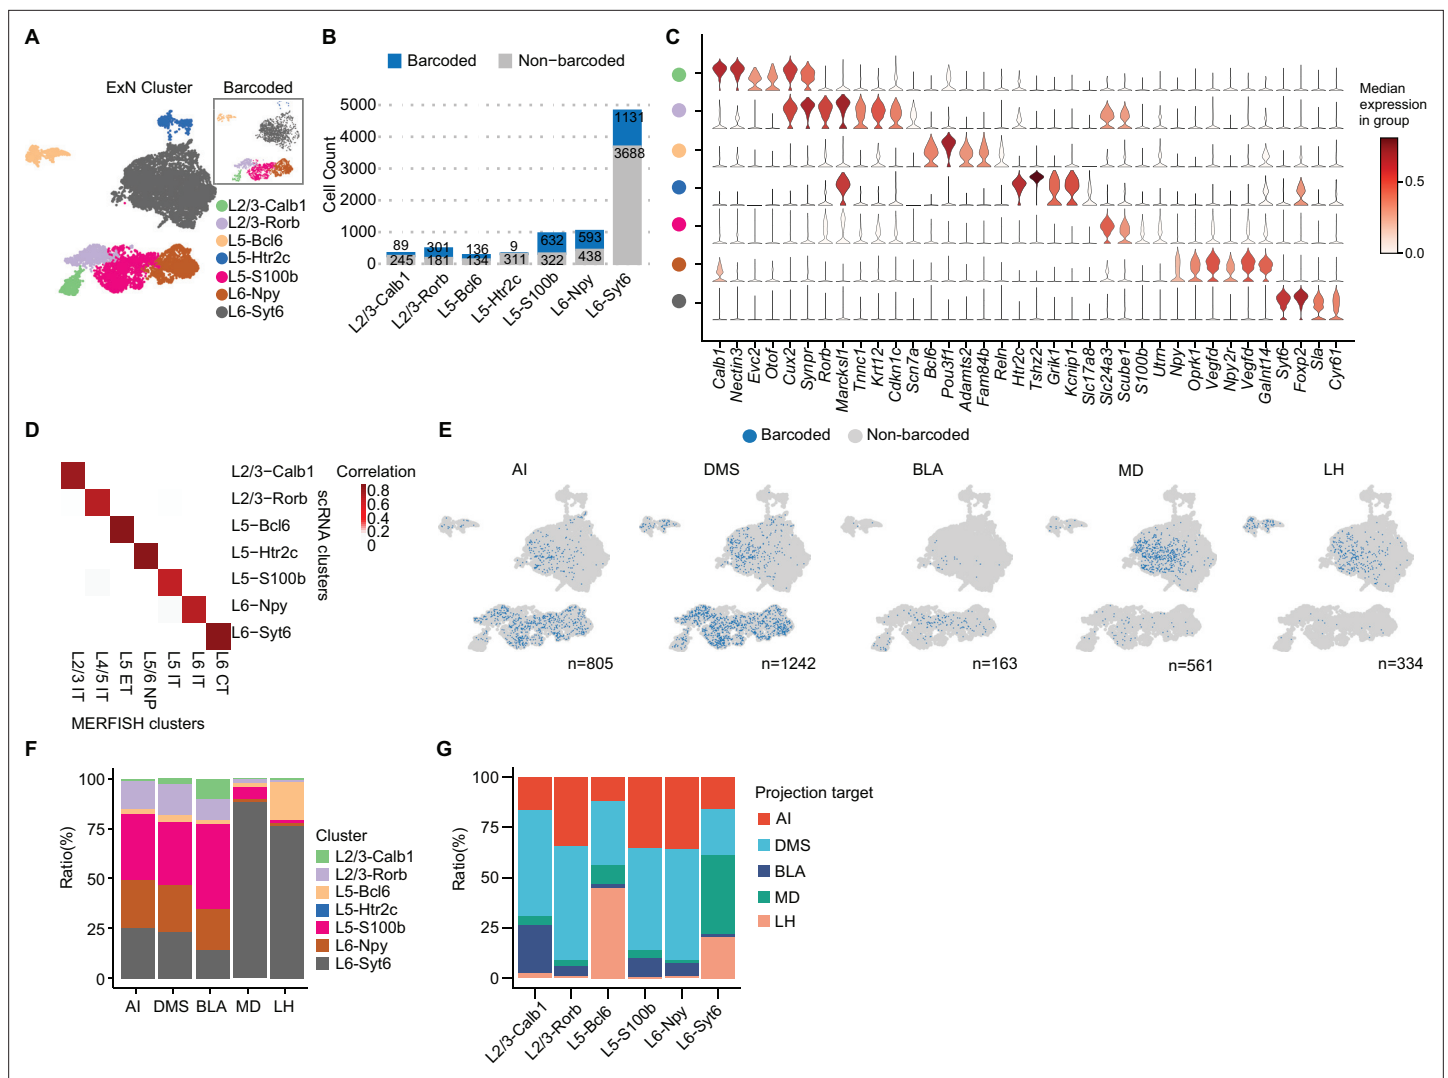 A
ExN Cluster
Barcoded
L2/3-Calb1
L2/3-Rorb
L5-Bcl6
L5-Htr2c
L5-S100b
L6-Npy
L6-Syt6
B
Barcoded
Non−barcoded
Cell Count
5000
4000
3000
2000
1000
0
89
245
301
181
136
134
9
311
632
322
593
438
1131
3688
L2/3-Calb1
L2/3-Rorb
L5-Bcl6
L5-Htr2c
L5-S100b
L6-Npy
L6-Syt6
C
Calb1
Nectin3
Evc2
Otof
Cux2
Synpr
Rorb
Marcksl1
Tnnc1
Krt12
Cdkn1c
Scn7a
Bcl6
Pou3f1
Adamts2
Fam84b
Reln
Htr2c
Tshz2
Grik1
Kcnip1
Slc17a8
Slc24a3
Scube1
S100b
Utrn
Npy
Oprk1
Vegfd
Npy2r
Vegfd
Galnt14
Syt6
Foxp2
Sla
Cyr61
Median
expression
in group
0.5
0.0
D
L2/3−Calb1
L2/3−Rorb
L5−Bcl6
L5−Htr2c
L5−S100b
L6−Npy
L6−Syt6
scRNA clusters
Correlation
0.8
0.6
0.4
0.2
0
L2/3 IT
L4/5 IT
L5 ET
L5/6 NP
L5 IT
L6 IT
L6 CT
MERFISH clusters
E
Barcoded
Non-barcoded
AI
DMS
BLA
MD
LH
n=805
n=1242
n=163
n=561
n=334
F
Ratio(%)
100
75
50
25
0
AI
DMS
BLA
MD
LH
Cluster
L2/3-Calb1
L2/3-Rorb
L5-Bcl6
L5-Htr2c
L5-S100b
L6-Npy
L6-Syt6
G
Ratio(%)
100
75
50
25
0
L2/3-Calb1
L2/3-Rorb
L5-Bcl6
L5-S100b
L6-Npy
L6-Syt6
Projection target
AI
DMS
BLA
MD
LH